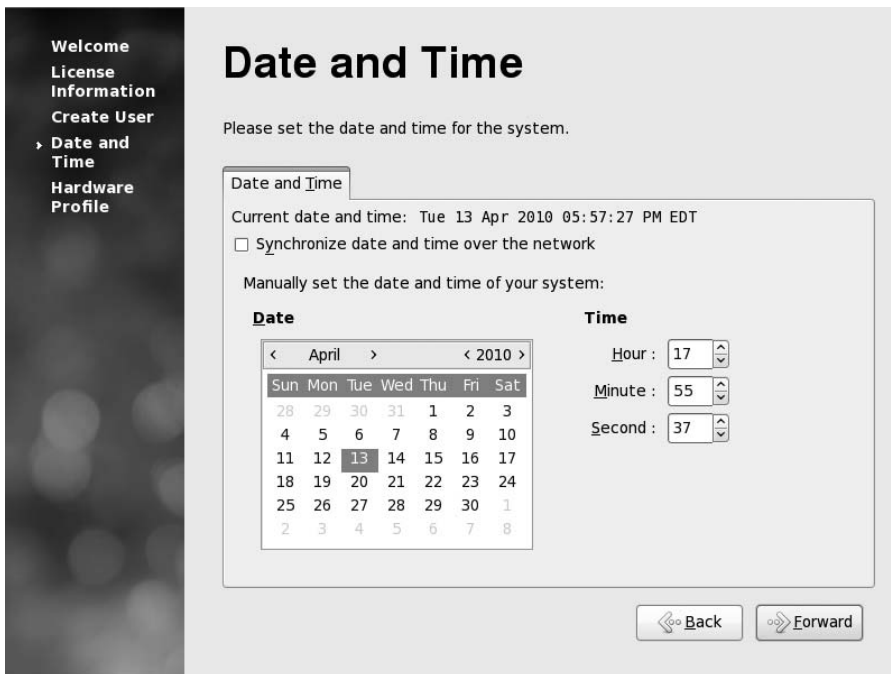 Welcome
License
Information
Create User
Date and
Time
Hardware
Profile
Date and Time
Please set the date and time for the system.
Date and Time
Current date and time: Tue 13 Apr 2010 05:57:27 PM EDT
Synchronize date and time over the network
Manually set the date and time of your system:
Date
April 2010
Sun Mon Tue Wed Thu Fri Sat
28 29 30 31 1 2 3
4 5 6 7 8 9 10
11 12 13 14 15 16 17
18 19 20 21 22 23 24
25 26 27 28 29 30 1
2 3 4 5 6 7 8
Time
Hour : 17
Minute : 55
Second : 37
Back
Forward